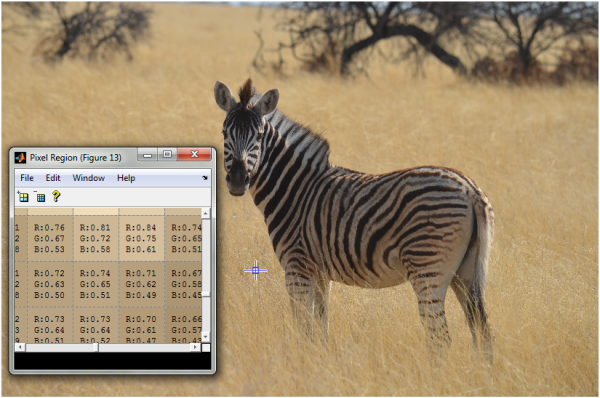 Pixel Region (Figure 13)
File Edit Window Help
1 R:0.76 R:0.81 R:0.84 R:0.74
2 G:0.67 G:0.72 G:0.75 G:0.65
8 B:0.53 B:0.58 B:0.61 B:0.51
1 R:0.72 R:0.74 R:0.71 R:0.67
2 G:0.63 G:0.65 G:0.62 G:0.58
8 B:0.50 B:0.51 B:0.49 B:0.45
2 R:0.73 R:0.73 R:0.70 R:0.66
3 G:0.64 G:0.64 G:0.61 G:0.57
9 B:0.51 B:0.52 B:0.47 B:0.43